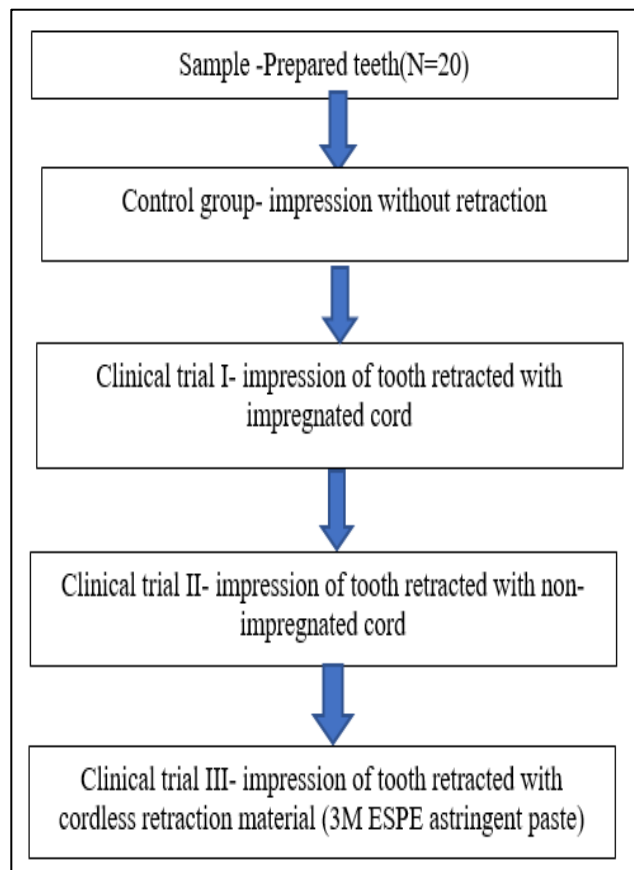 Sample -Prepared teeth(N=20)
Control group- impression without retraction
Clinical trial I- impression of tooth retracted with
impregnated cord
Clinical trial II- impression of tooth retracted with non-
impregnated cord
Clinical trial III- impression of tooth retracted with
cordless retraction material (3M ESPE astringent paste)